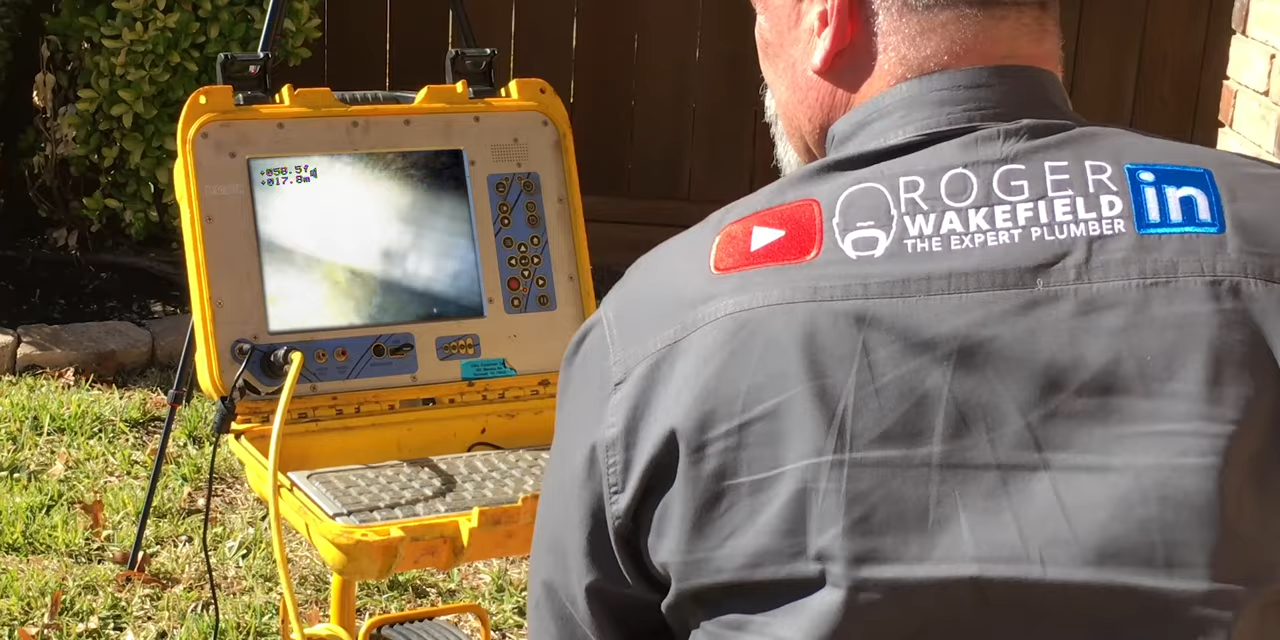 +058.5f
+017.8m
ROGER
WAKEFIELD
THE EXPERT PLUMBER
in